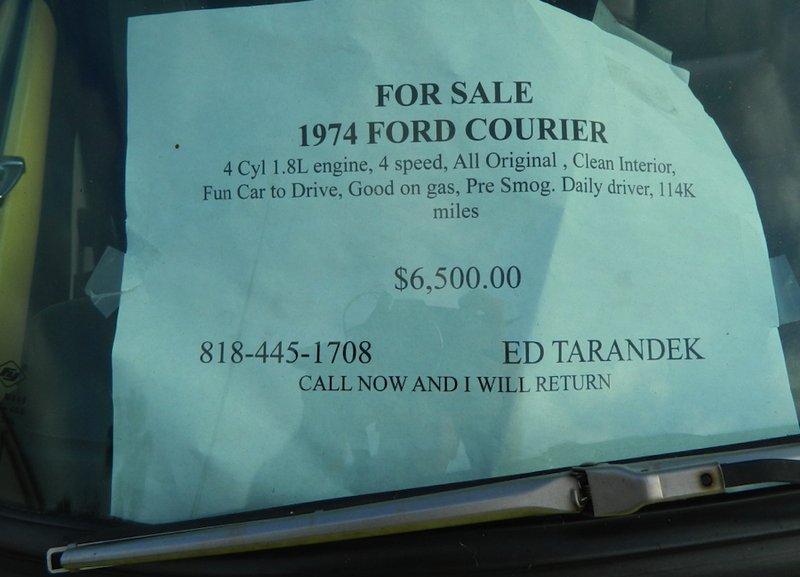 FOR SALE
1974 FORD COURIER
4 Cyl 1.8L engine, 4 speed, All Original , Clean Interior,
Fun Car to Drive, Good on gas, Pre Smog. Daily driver, 114K
miles
$6,500.00
818-445-1708 ED TARANDEK
CALL NOW AND I WILL RETURN